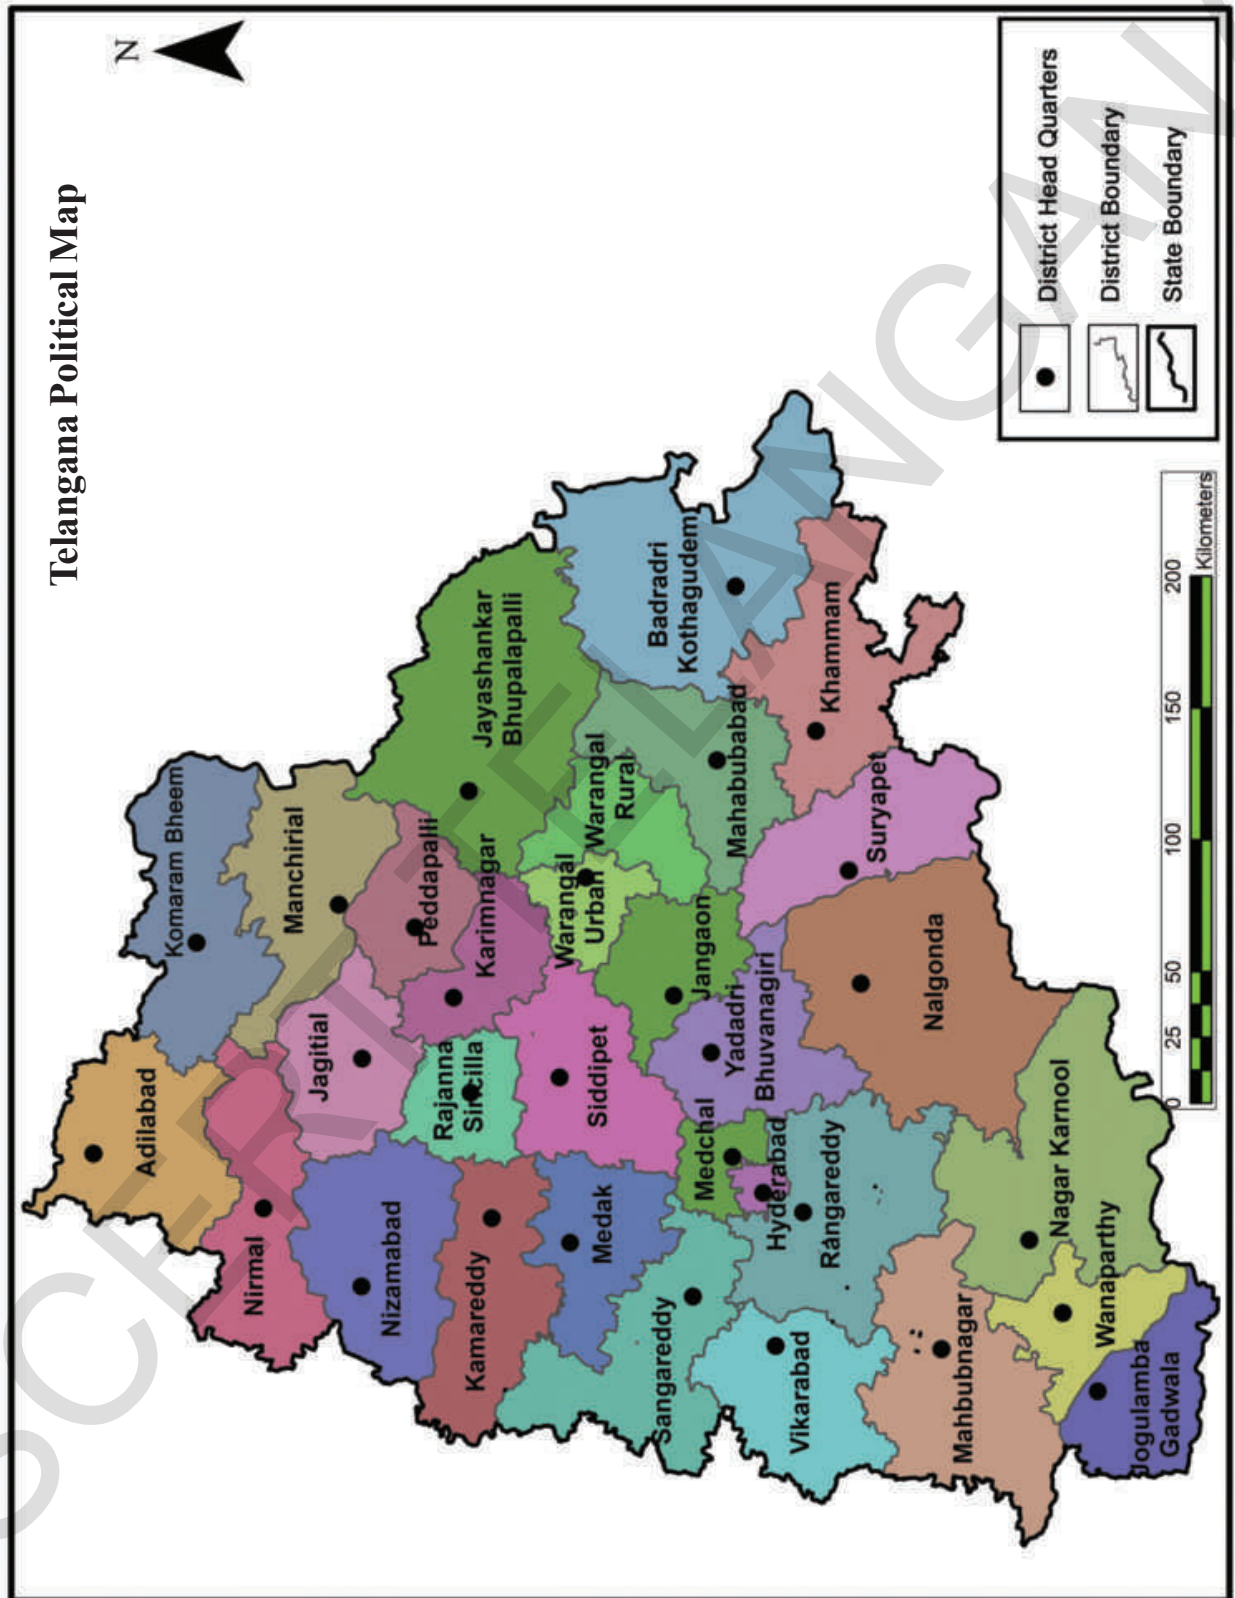 Telangana Political Map
N
Adilabad
Komaram Bheem
Nirmal
Manchirial
Jagitial
Peddapalli
Nizamabad
Jayashankar
Bhupalapalli
Karimnagar
Rajanna
Sircilla
Kamareddy
Warangal
Urban
Warangal
Rural
Siddipet
Medak
Badradri
Kothagudem
Mahabubabad
Jangaon
Sangareddy
Medchal
Yadadri
Bhuvanagiri
Hyderabad
Khammam
Suryapet
Rangareddy
Vikarabad
Nalgonda
Mahbubnagar
Nagar Karnool
Wanaparthy
Jogulamba
Gadwala
0 25 50 100 150 200
Kilometers
District Head Quarters
District Boundary
State Boundary
SCERT TELANGANA